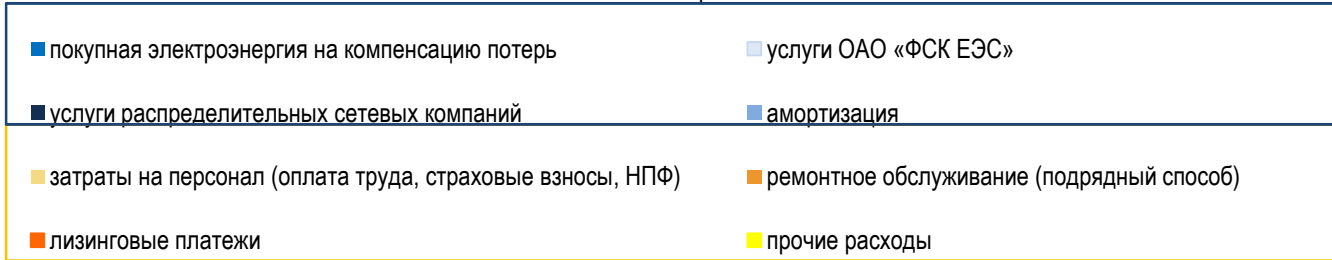 покупная электроэнергия на компенсацию потерь услуги ОАО «ФСК ЕЭС»
услуги распределительных сетевых компаний амортизация
затраты на персонал (оплата труда, страховые взносы, НПФ) ремонтное обслуживание (подрядный способ)
лизинговые платежи прочие расходы